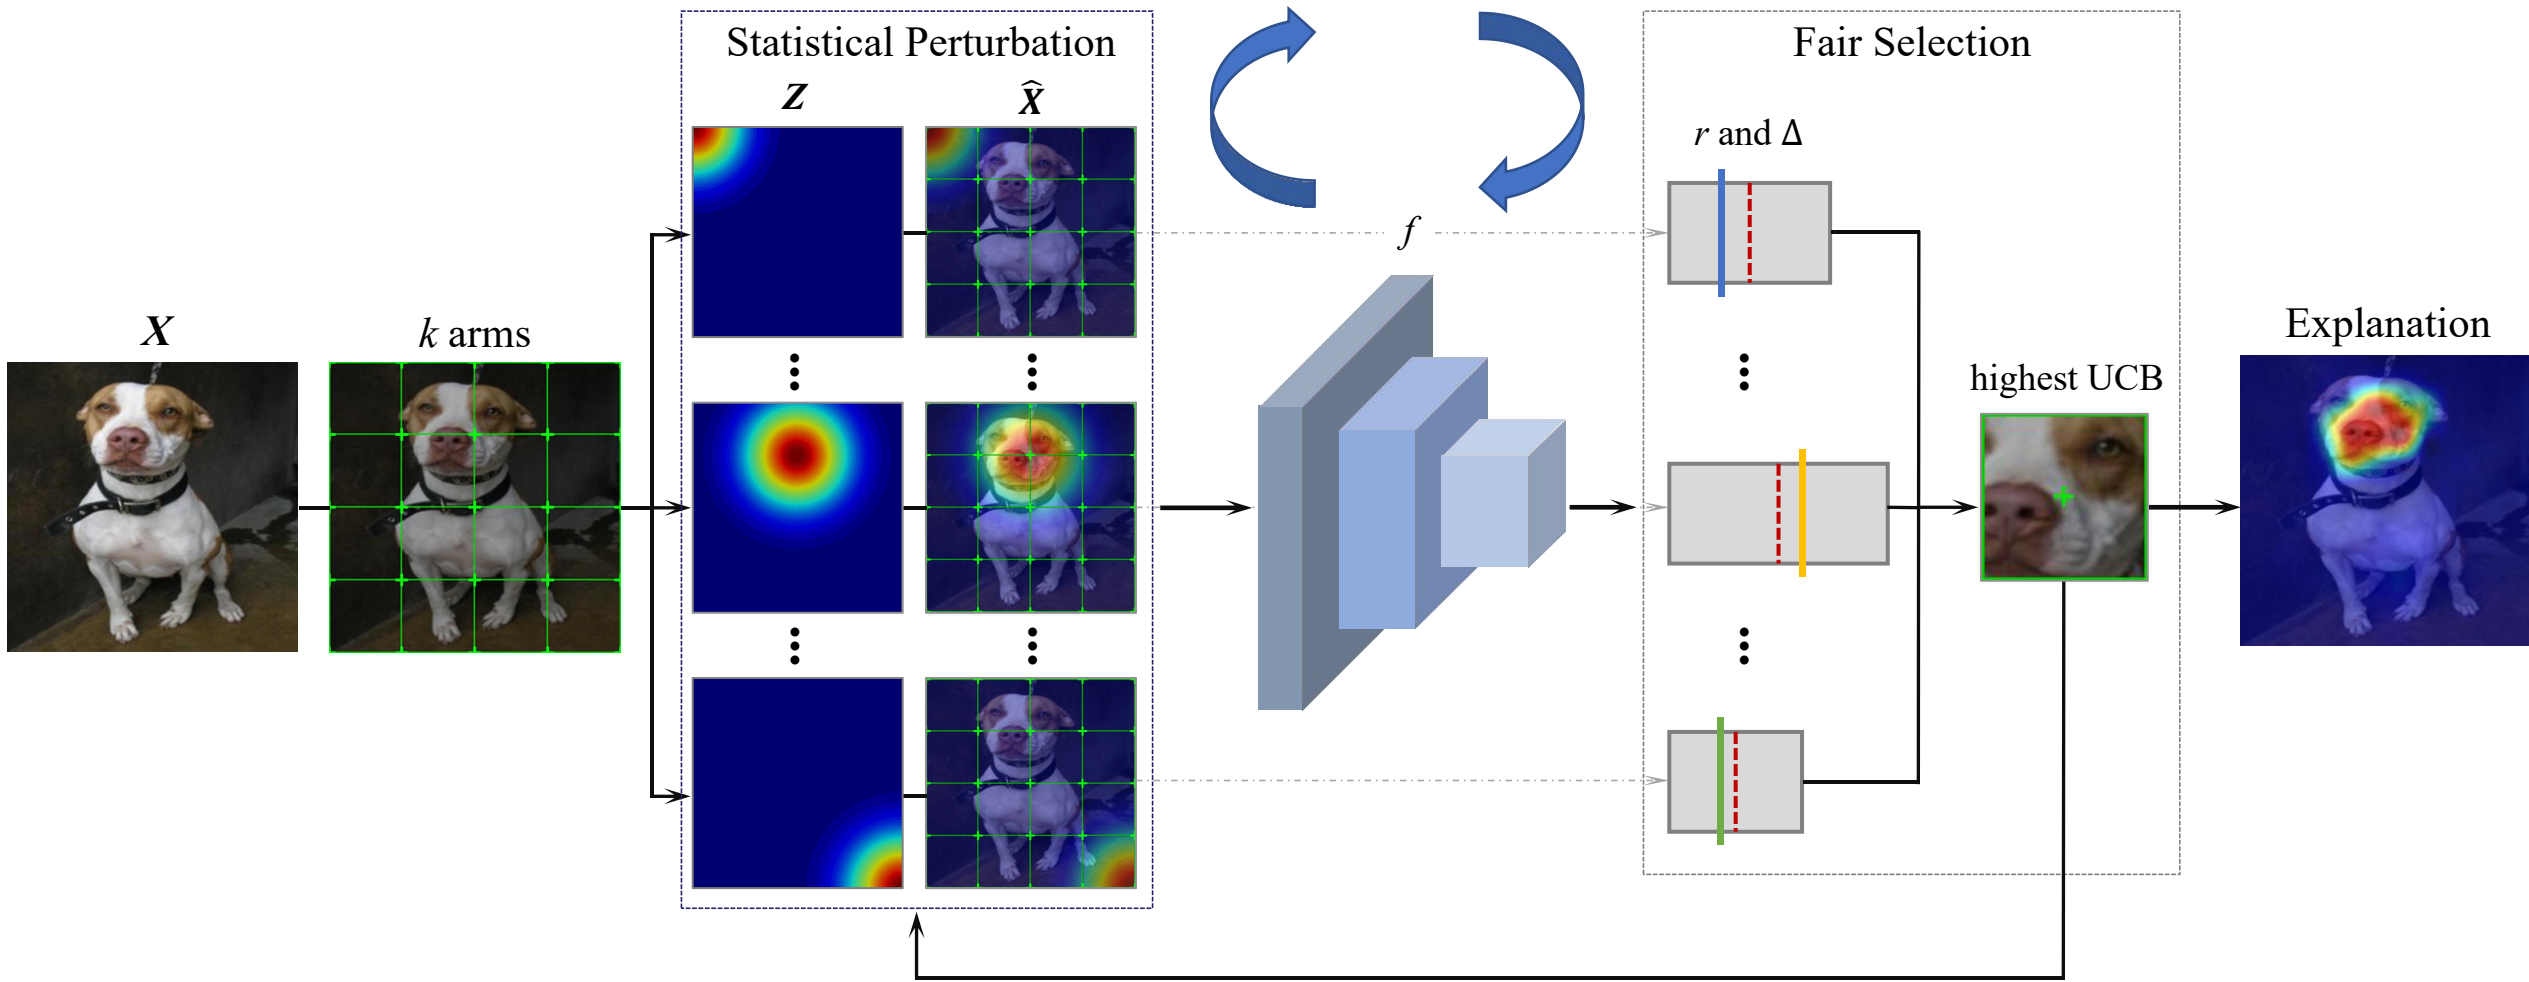 Statistical Perturbation
Z
X̂
Fair Selection
r and Δ
f
X
k arms
highest UCB
Explanation